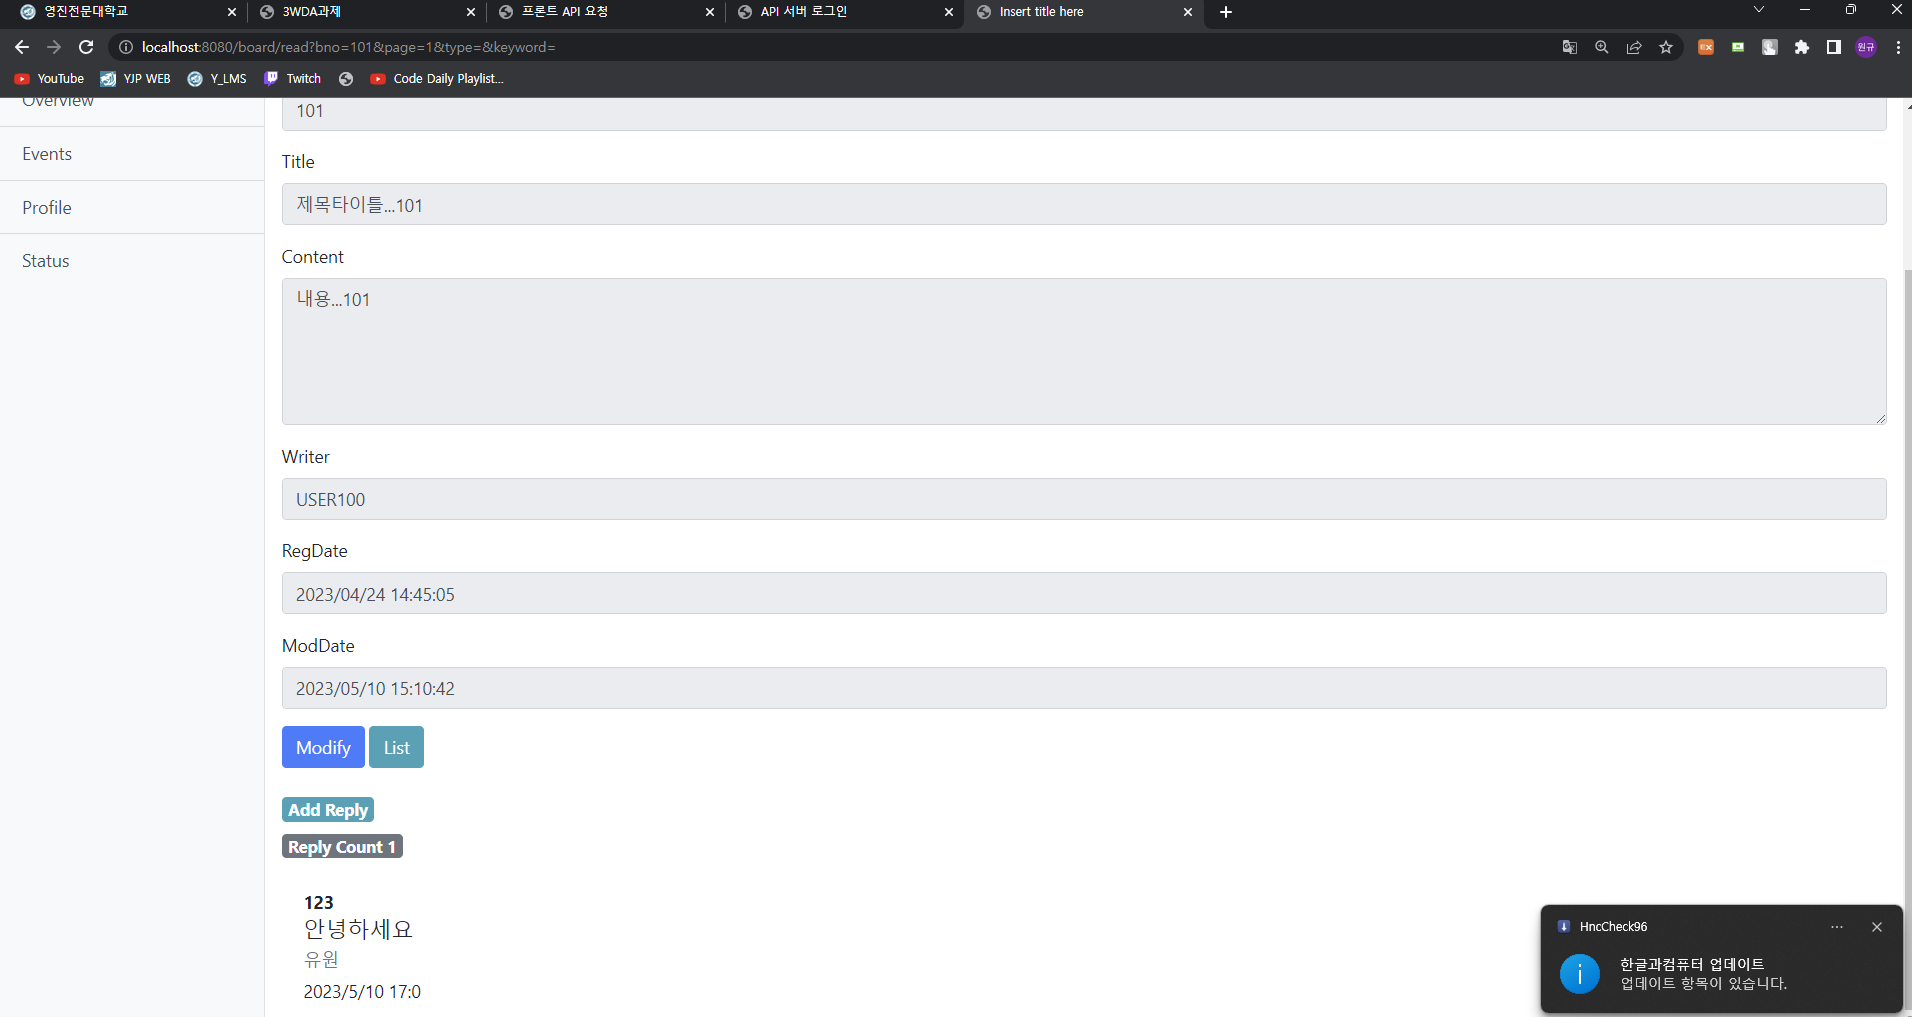 영진전문대학교
3WDA과제
프론트 API 요청
API 서버 로그인
Insert title here
localhost:8080/board/read?bno=101&page=1&type=&keyword=
원규
YouTube
YJP WEB
Y_LMS
Twitch
Code Daily Playlist...
Overview
Events
Profile
Status
101
Title
제목타이틀...101
Content
내용...101
Writer
USER100
RegDate
2023/04/24 14:45:05
ModDate
2023/05/10 15:10:42
Modify
List
Add Reply
Reply Count 1
123
안녕하세요
유원
2023/5/10 17:0
HncCheck96
한글과컴퓨터 업데이트
업데이트 항목이 있습니다.